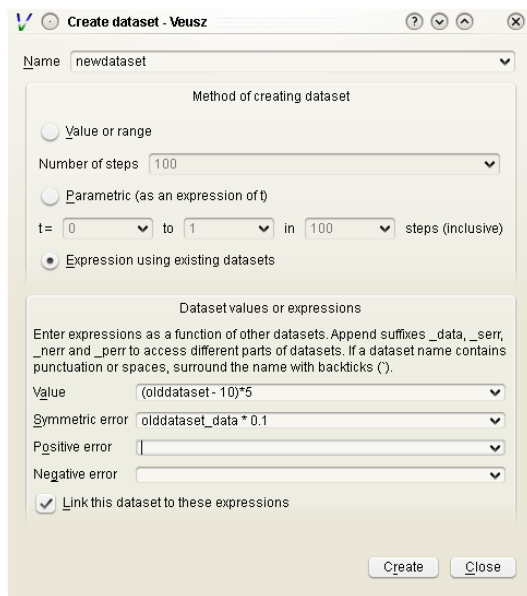 Create dataset - Veusz
Name newdataset
Method of creating dataset
Value or range
Number of steps 100
Parametric (as an expression of t)
t = 0 to 1 in 100 steps (inclusive)
Expression using existing datasets
Dataset values or expressions
Enter expressions as a function of other datasets. Append suffixes _data, _serr,
_nerr and _perr to access different parts of datasets. If a dataset name contains
punctuation or spaces, surround the name with backticks (`).
Value (olddataset - 10)*5
Symmetric error olddataset_data * 0.1
Positive error
Negative error
Link this dataset to these expressions
Create Close